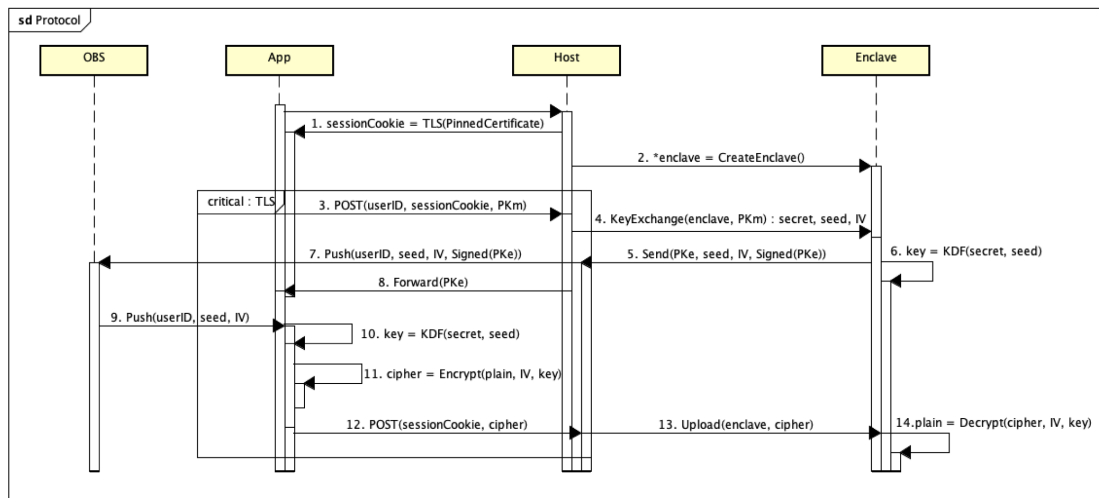 sd Protocol
OBS
App
Host
Enclave
1. sessionCookie = TLS(PinnedCertificate)
2. *enclave = CreateEnclave()
critical : TLS
3. POST(userID, sessionCookie, PKm)
4. KeyExchange(enclave, PKm) : secret, seed, IV
7. Push(userID, seed, IV, Signed(PKe))
5. Send(PKe, seed, IV, Signed(PKe))
6. key = KDF(secret, seed)
8. Forward(PKe)
9. Push(userID, seed, IV)
10. key = KDF(secret, seed)
11. cipher = Encrypt(plain, IV, key)
12. POST(sessionCookie, cipher)
13. Upload(enclave, cipher)
14.plain = Decrypt(cipher, IV, key)